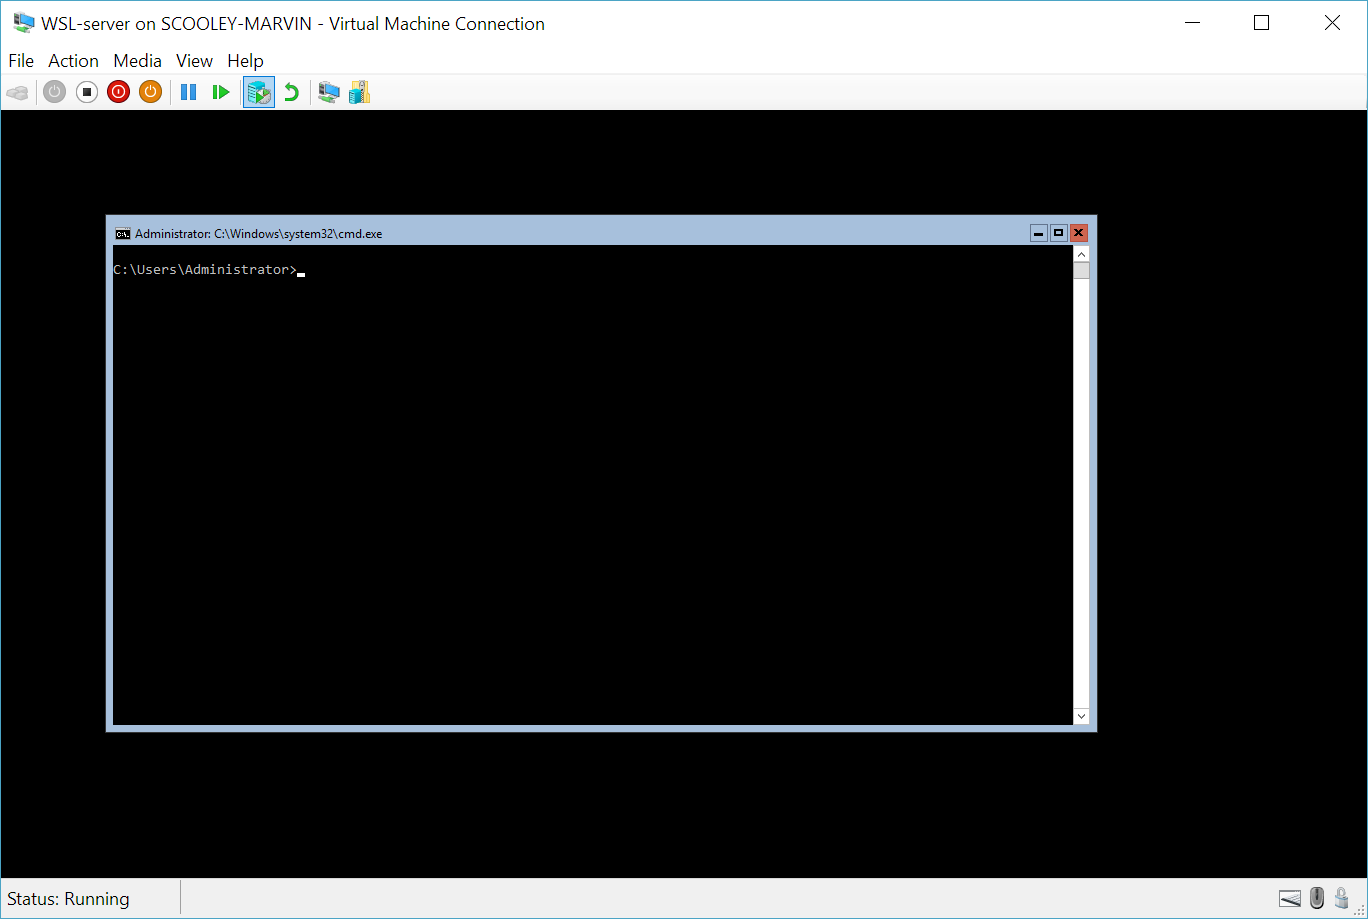 WSL-server on SCOOLEY-MARVIN - Virtual Machine Connection
File Action Media View Help
Administrator: C:\Windows\system32\cmd.exe
C:\Users\Administrator>
Status: Running